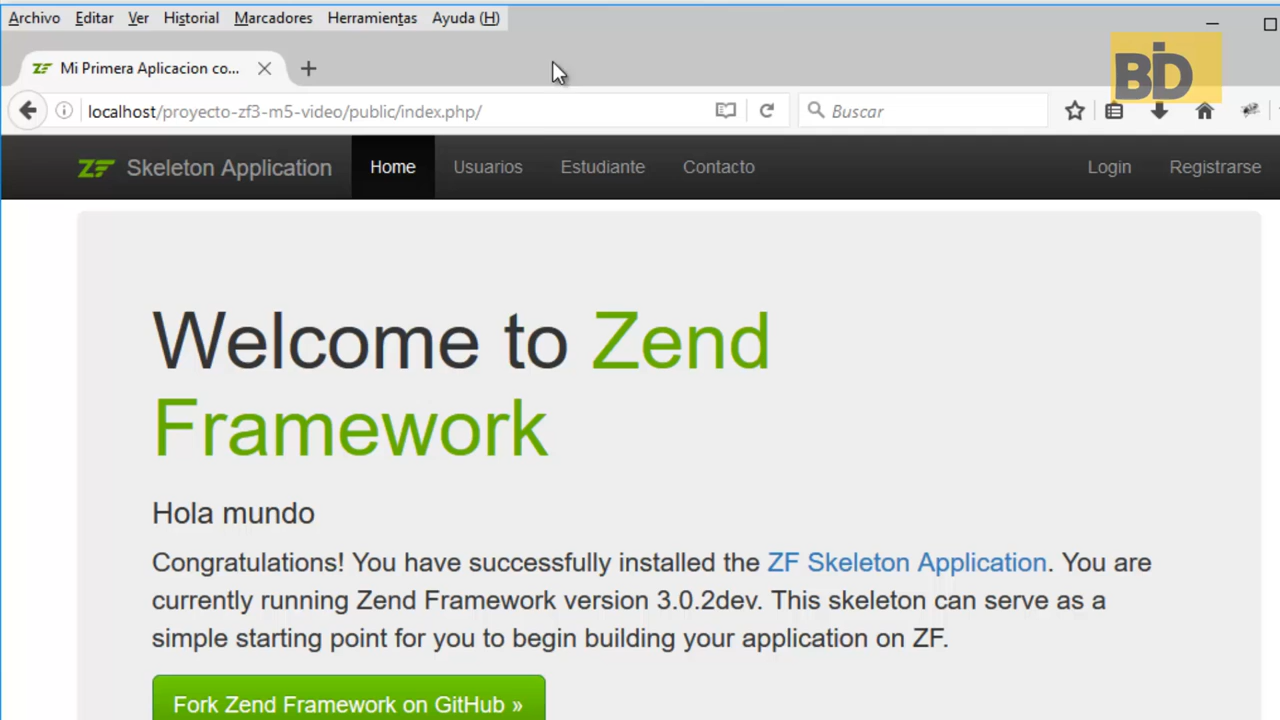 Archivo Editar Ver Historial Marcadores Herramientas Ayuda (H)
BID
ZF Mi Primera Aplicacion co...
localhost/proyecto-zf3-m5-video/public/index.php/
Buscar
ZF Skeleton Application Home Usuarios Estudiante Contacto Login Registrarse
Welcome to Zend
Framework
Hola mundo
Congratulations! You have successfully installed the ZF Skeleton Application. You are
currently running Zend Framework version 3.0.2dev. This skeleton can serve as a
simple starting point for you to begin building your application on ZF.
Fork Zend Framework on GitHub »